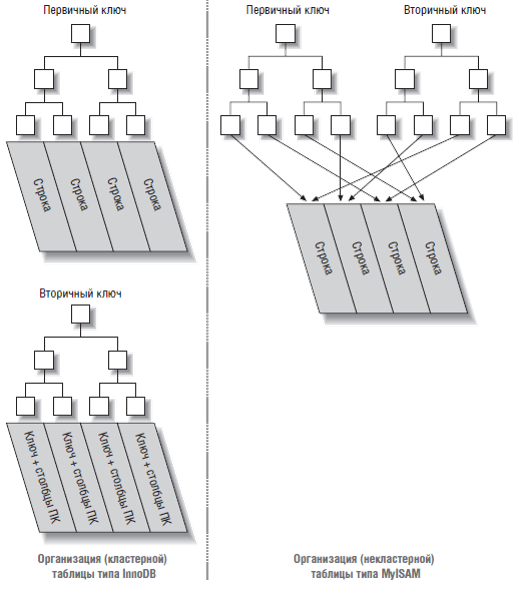 Первичный ключ
Строка
Строка
Строка
Строка
Вторичный ключ
Ключ + столбцы ПК
Ключ + столбцы ПК
Ключ + столбцы ПК
Ключ + столбцы ПК
Организация (кластерной)
таблицы типа InnoDB
Первичный ключ
Вторичный ключ
Строка
Строка
Строка
Строка
Организация (некластерной)
таблицы типа MyISAM